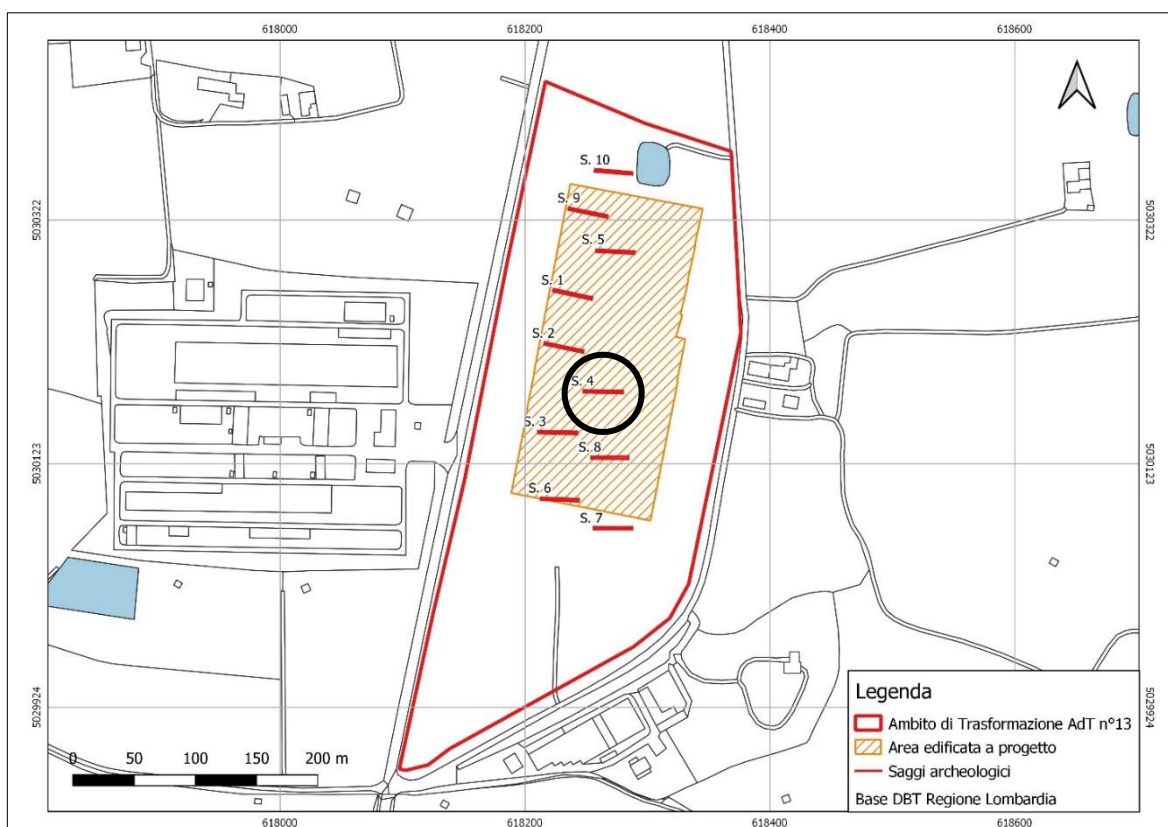 618000 618200 618400 618600
S. 10
S. 9
5030322 5030322
S. 5
S. 1
S. 2
S. 4
S. 3
S. 8
5030123 5030123
S. 6
S. 7
Legenda
5029924 5029924
Ambito di Trasformazione AdT n°13
Area edificata a progetto
0 50 100 150 200 m
Saggi archeologici
Base DBT Regione Lombardia
618000 618200 618400 618600